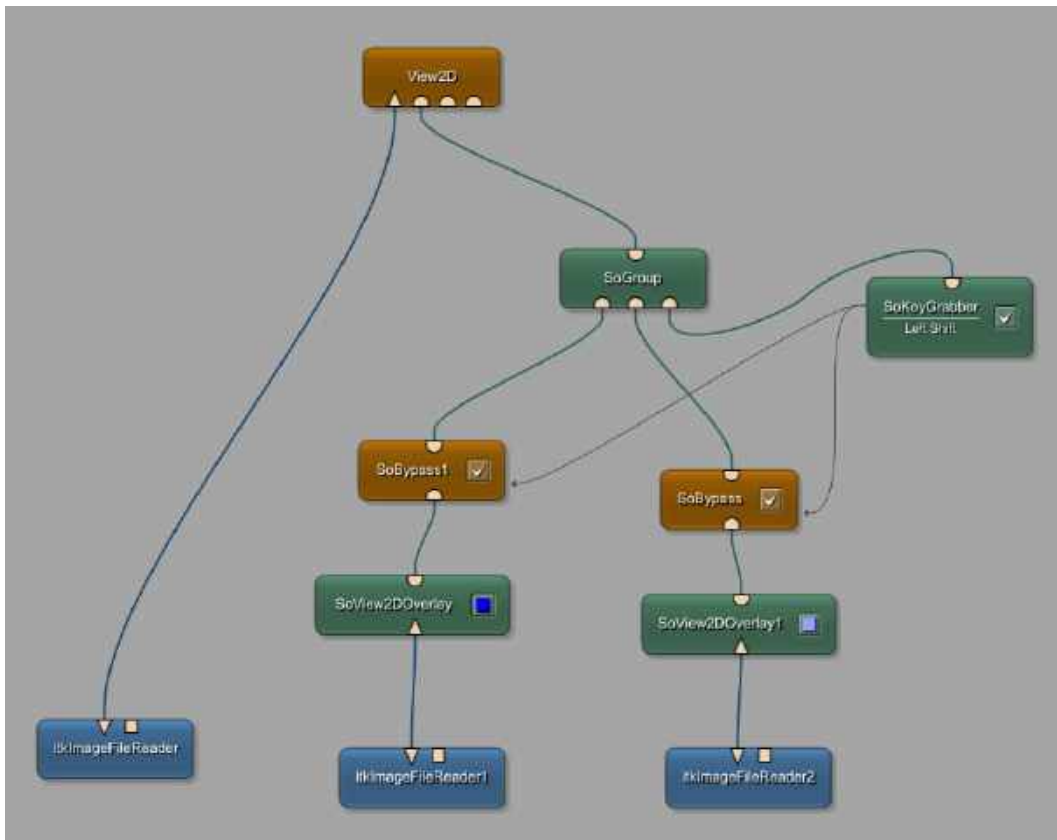 View2D
SoGroup
SoKeyGrabber
Left Shift
SoBypass1
SoBypass
SoView2DOverlay
SoView2DOverlay1
itkImageFileReader
itkImageFileReader1
itkImageFileReader2